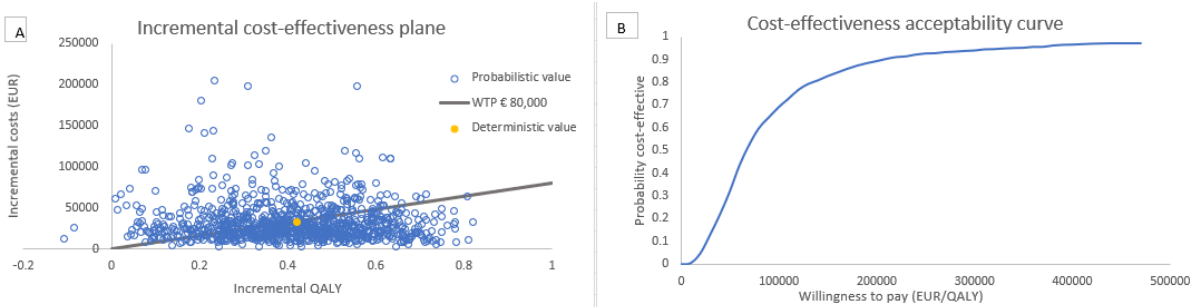 A
Incremental cost-effectiveness plane
250000
200000
150000
100000
50000
0
-0.2
0
0.2
0.4
0.6
0.8
1
Incremental costs (EUR)
Incremental QALY
Probabilistic value
WTP € 80,000
Deterministic value
B
Cost-effectiveness acceptability curve
1
0.9
0.8
0.7
0.6
0.5
0.4
0.3
0.2
0.1
0
0
100000
200000
300000
400000
500000
Probability cost-effective
Willingness to pay (EUR/QALY)